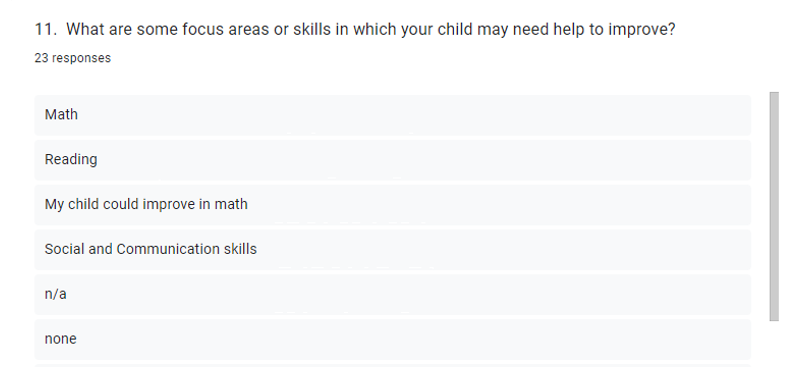 11. What are some focus areas or skills in which your child may need help to improve?
23 responses
Math
Reading
My child could improve in math
Social and Communication skills
n/a
none